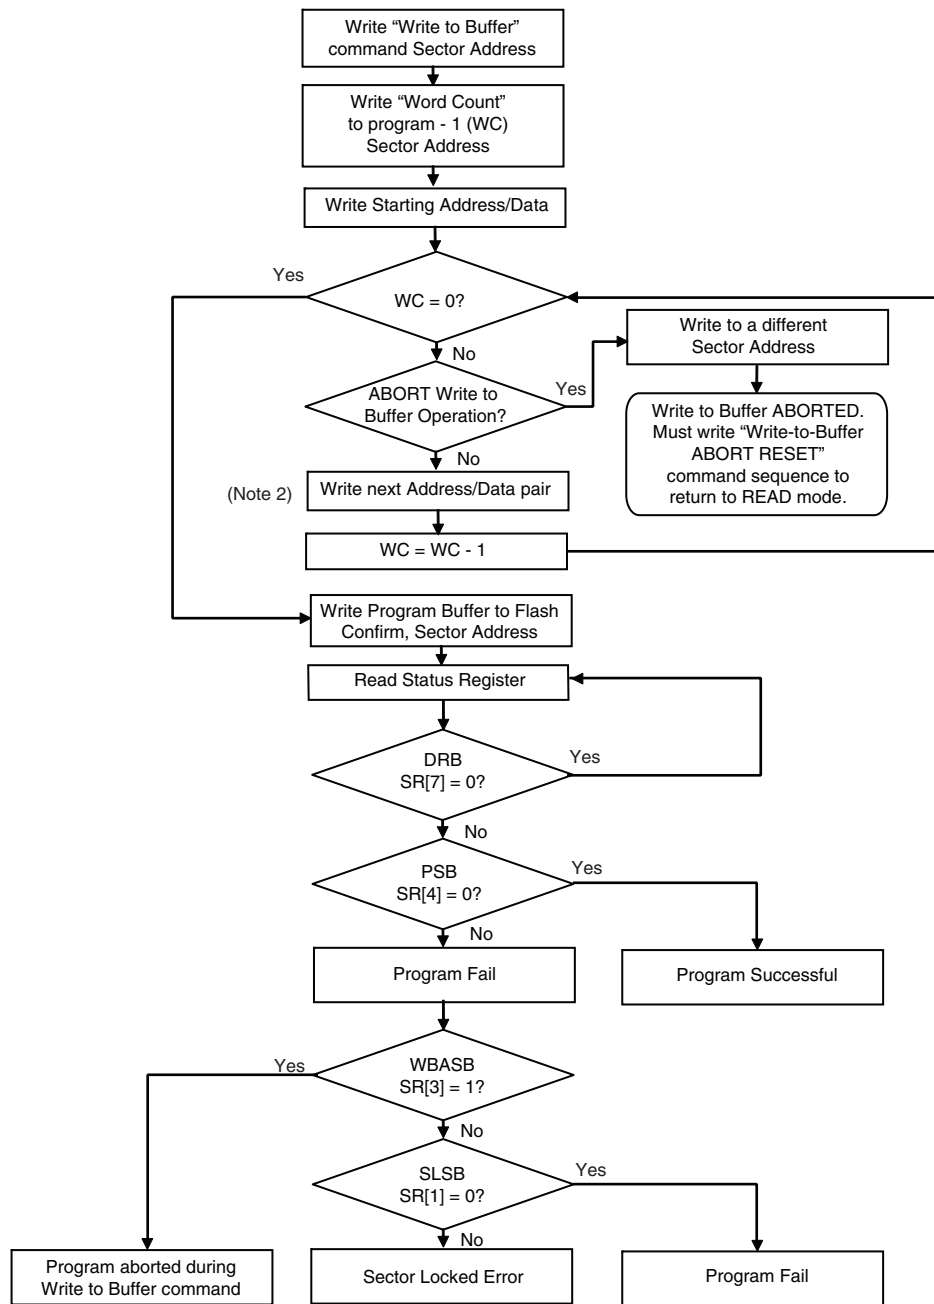 Write “Write to Buffer”
command Sector Address
Write “Word Count”
to program - 1 (WC)
Sector Address
Write Starting Address/Data
Yes
WC = 0?
No
Write to a different
Sector Address
ABORT Write to
Buffer Operation?
Yes
No
Write to Buffer ABORTED.
Must write “Write-to-Buffer
ABORT RESET”
command sequence to
return to READ mode.
(Note 2)
Write next Address/Data pair
WC = WC - 1
Write Program Buffer to Flash
Confirm, Sector Address
Read Status Register
DRB
SR[7] = 0?
Yes
No
PSB
SR[4] = 0?
Yes
No
Program Fail
Program Successful
Yes
WBASB
SR[3] = 1?
No
SLSB
SR[1] = 0?
Yes
No
Program aborted during
Write to Buffer command
Sector Locked Error
Program Fail